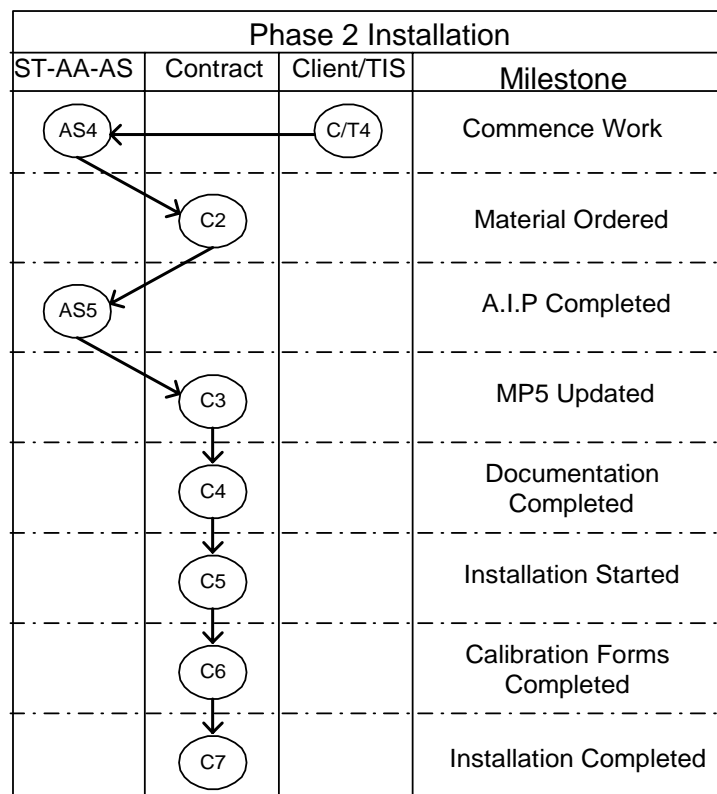 Phase 2 Installation
ST-AA-AS Contract Client/TIS Milestone
AS4 C/T4 Commence Work
C2 Material Ordered
AS5 A.I.P Completed
C3 MP5 Updated
C4 Documentation
Completed
C5 Installation Started
C6 Calibration Forms
Completed
C7 Installation Completed